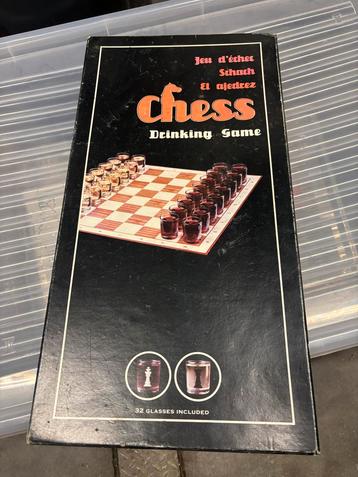 Jeu d'échec
Schach
El ajedrez
Chess
Drinking Game
32 GLASSES INCLUDED